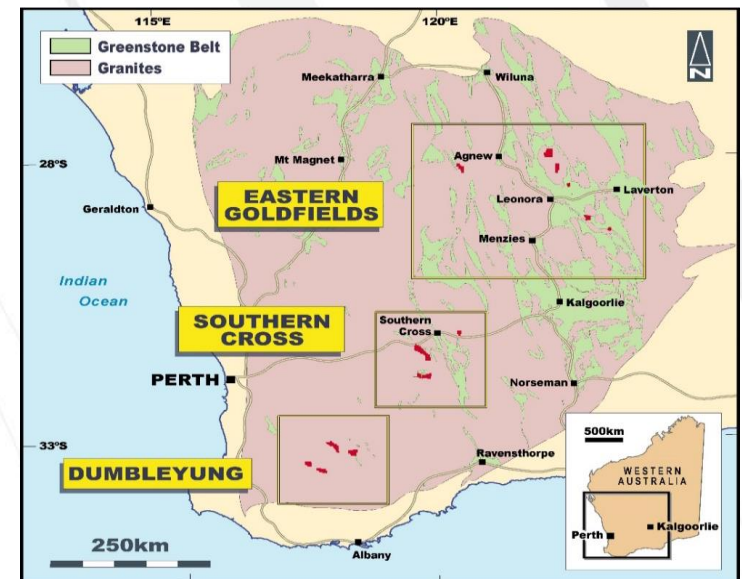 115°E
120°E
Greenstone Belt
Granites
N
Meekatharra
Wiluna
28°S
Mt Magnet
Agnew
Laverton
EASTERN
GOLDFIELDS
Leonora
Geraldton
Menzies
Indian
Ocean
Kalgoorlie
SOUTHERN
CROSS
Southern
Cross
PERTH
Norseman
33°S
Ravensthorpe
DUMBLEYUNG
250km
Albany
500km
WESTERN
AUSTRALIA
Perth
Kalgoorlie